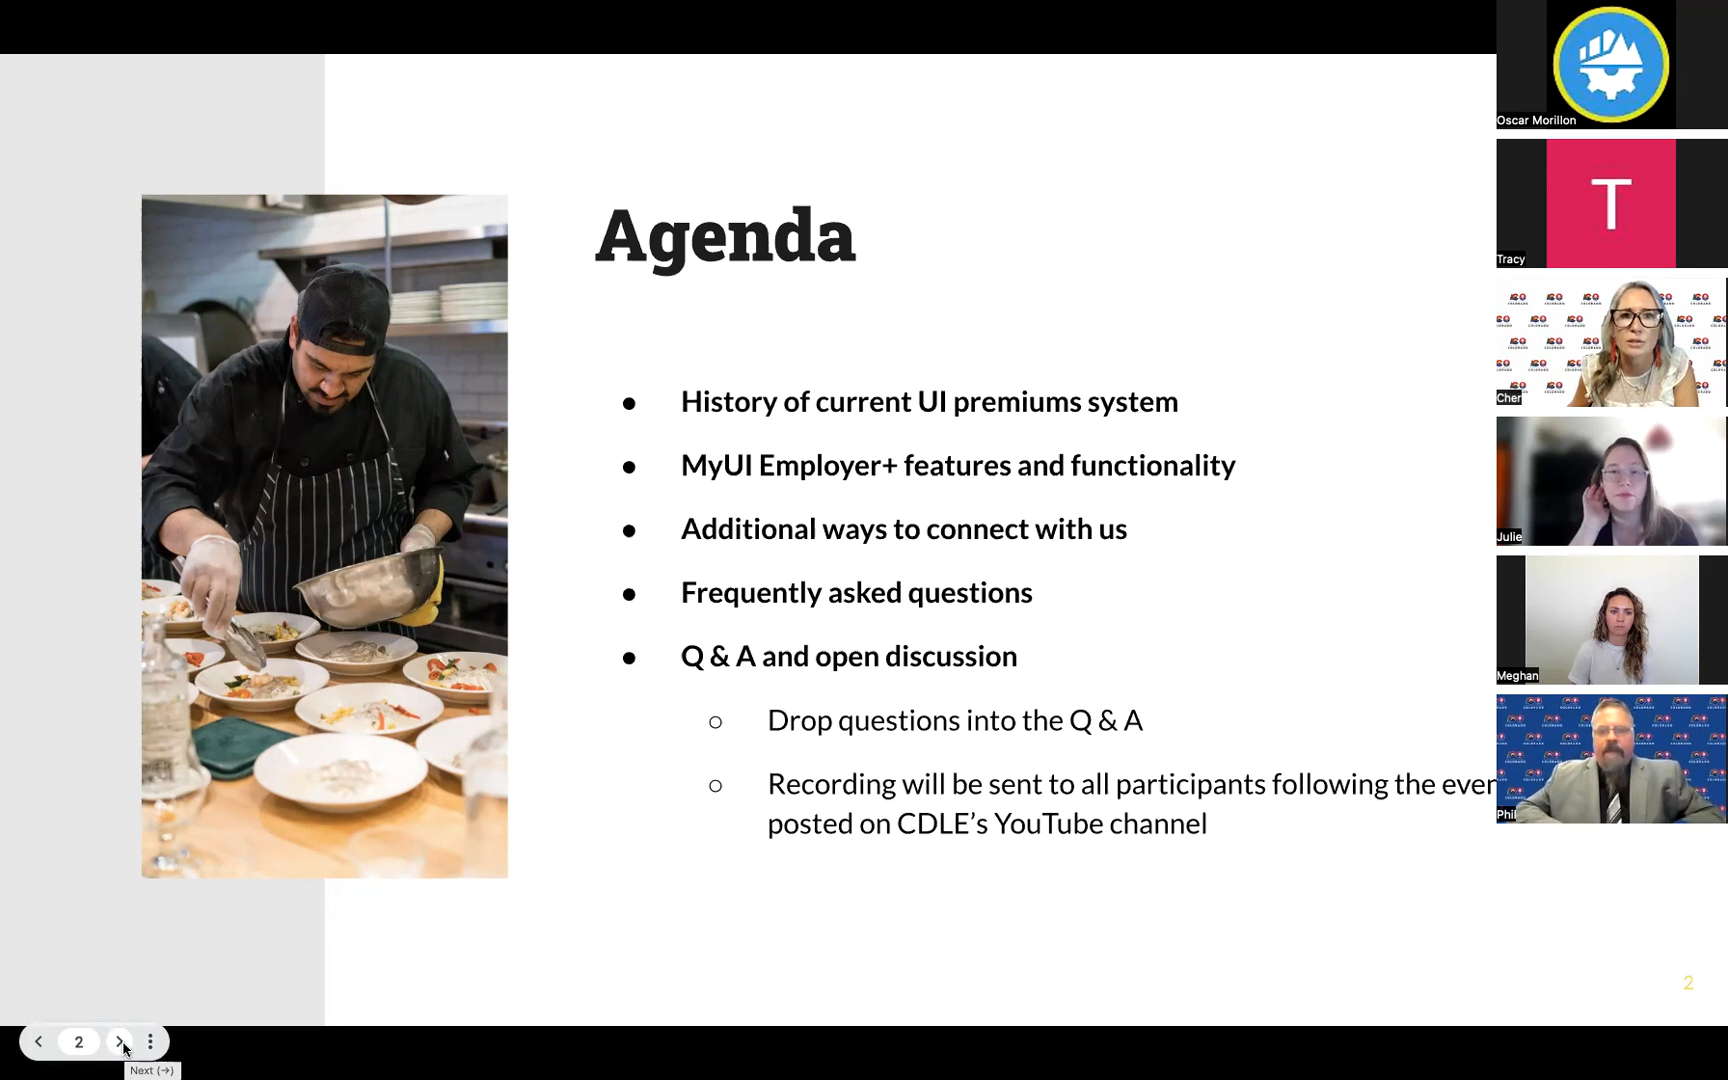 Agenda
● History of current UI premiums system
● MyUI Employer+ features and functionality
● Additional ways to connect with us
● Frequently asked questions
● Q & A and open discussion
○ Drop questions into the Q & A
○ Recording will be sent to all participants following the
posted on CDLE’s YouTube channel
2
Oscar Morillon
T
Tracy
Cher
Julie
Meghan
Phil
2
Next (→)